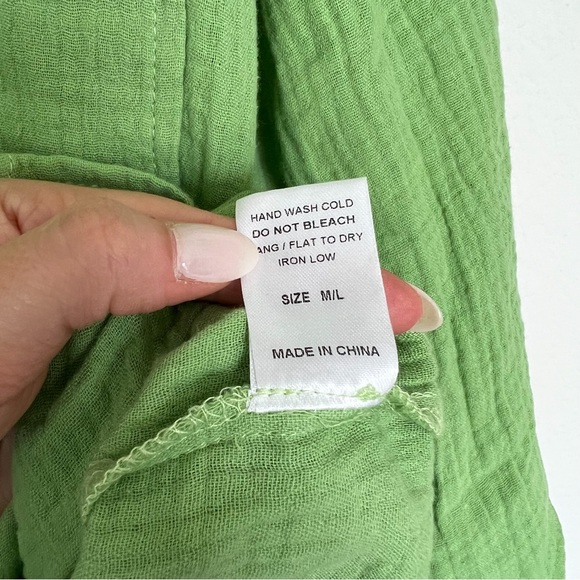 HAND WASH COLD
DO NOT BLEACH
ANG / FLAT TO DRY
IRON LOW
SIZE M/L
MADE IN CHINA